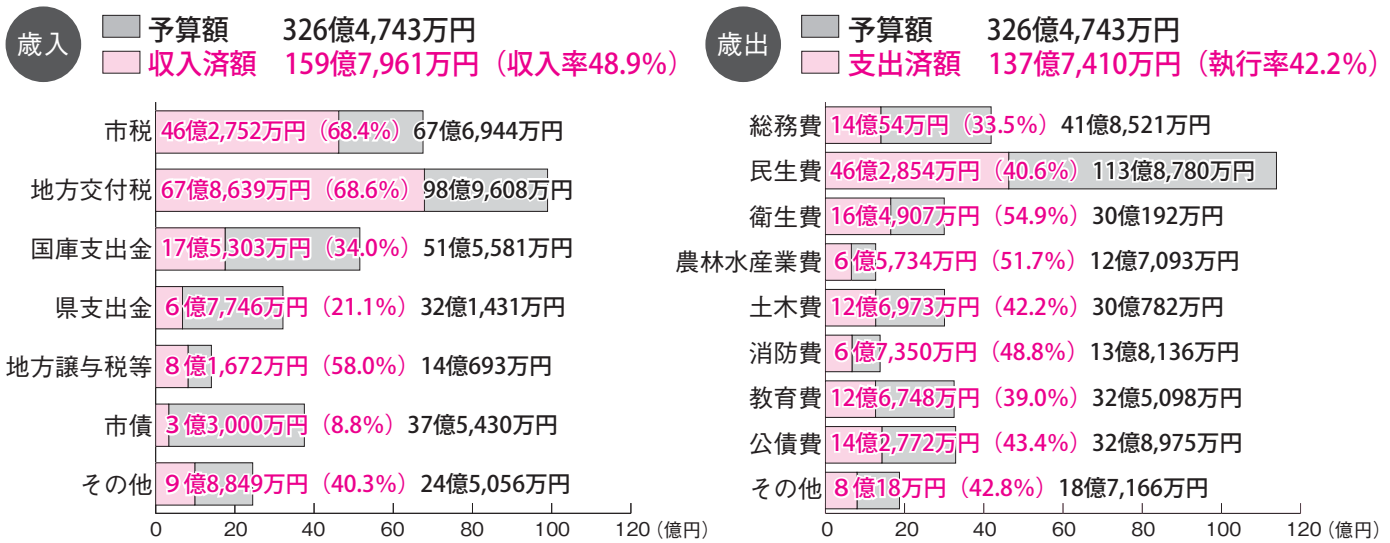 歳入
予算額 326億4,743万円
収入済額 159億7,961万円（収入率48.9%）
市税 46億2,752万円（68.4%） 67億6,944万円
地方交付税 67億8,639万円（68.6%） 98億9,608万円
国庫支出金 17億5,303万円（34.0%） 51億5,581万円
県支出金 6億7,746万円（21.1%） 32億1,431万円
地方譲与税等 8億1,672万円（58.0%） 14億693万円
市債 3億3,000万円（8.8%） 37億5,430万円
その他 9億8,849万円（40.3%） 24億5,056万円
0 20 40 60 80 100 120（億円）
歳出
予算額 326億4,743万円
支出済額 137億7,410万円（執行率42.2%）
総務費 14億54万円（33.5%） 41億8,521万円
民生費 46億2,854万円（40.6%） 113億8,780万円
衛生費 16億4,907万円（54.9%） 30億192万円
農林水産業費 6億5,734万円（51.7%） 12億7,093万円
土木費 12億6,973万円（42.2%） 30億782万円
消防費 6億7,350万円（48.8%） 13億8,136万円
教育費 12億6,748万円（39.0%） 32億5,098万円
公債費 14億2,772万円（43.4%） 32億8,975万円
その他 8億18万円（42.8%） 18億7,166万円
0 20 40 60 80 100 120（億円）